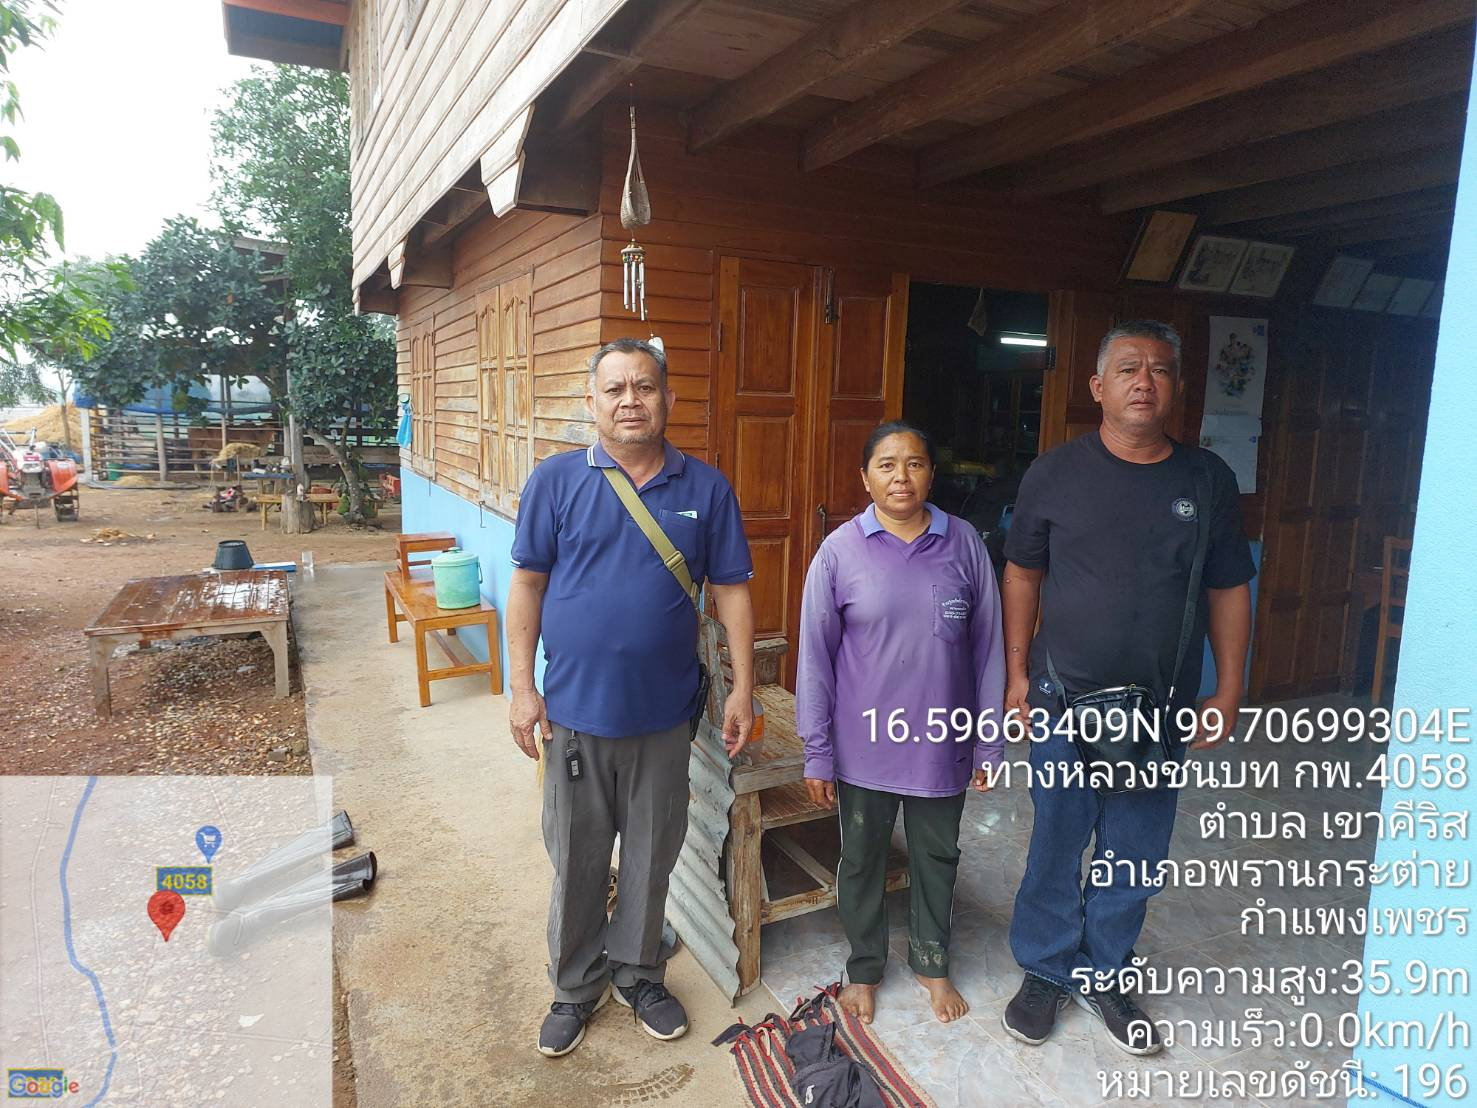 16.59663409N 99.70699304E
ทางหลวงชนบท กพ.4058
ตำบล เขาคีริส
อำเภอพรานกระต่าย
กำแพงเพชร
ระดับความสูง:35.9m
ความเร็ว:0.0km/h
หมายเลขดัชนี: 196
4058
Google